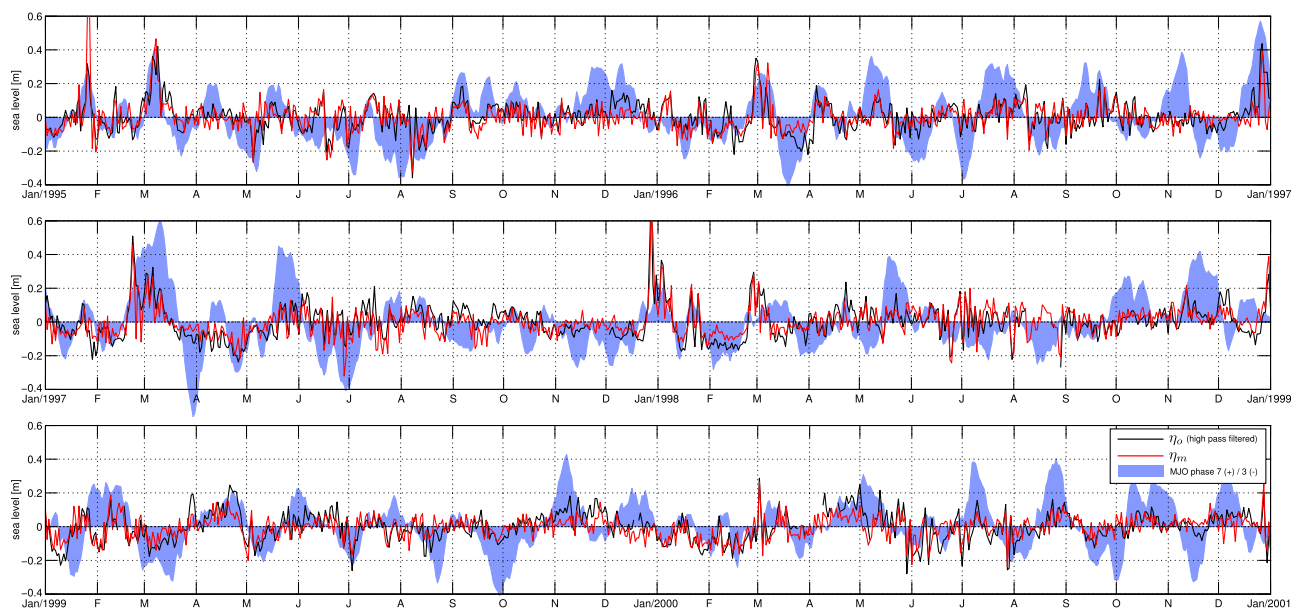 0.6
0.4
0.2
0
−0.2
−0.4
sea level [m]
Jan/1995 F M A M J J A S O N D Jan/1996 F M A M J J A S O N D Jan/1997
0.6
0.4
0.2
0
−0.2
−0.4
sea level [m]
Jan/1997 F M A M J J A S O N D Jan/1998 F M A M J J A S O N D Jan/1999
0.6
0.4
0.2
0
−0.2
−0.4
sea level [m]
η_o (high pass filtered)
η_m
MJO phase 7 (+) / 3 (-)
Jan/1999 F M A M J J A S O N D Jan/2000 F M A M J J A S O N D Jan/2001